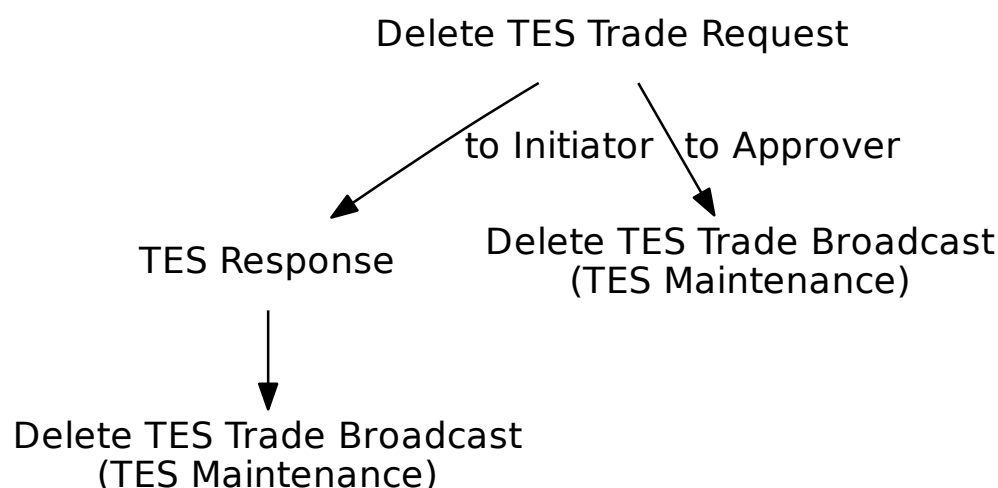 Delete TES Trade Request
to Initiator
to Approver
TES Response
Delete TES Trade Broadcast
(TES Maintenance)
Delete TES Trade Broadcast
(TES Maintenance)